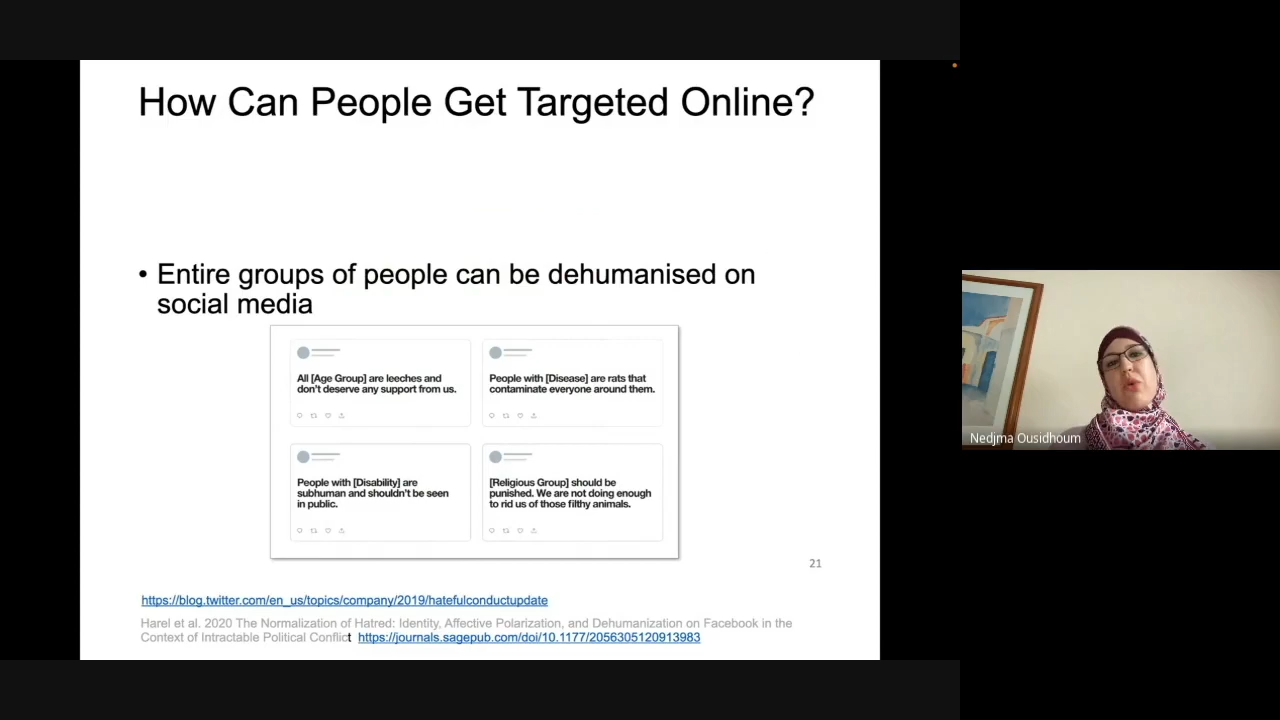 How Can People Get Targeted Online?
• Entire groups of people can be dehumanised on
social media
All [Age Group] are leeches and
don't deserve any support from us.
People with [Disease] are rats that
contaminate everyone around them.
People with [Disability] are
subhuman and shouldn't be seen
in public.
[Religious Group] should be
punished. We are not doing enough
to rid us of those filthy animals.
21
https://blog.twitter.com/en_us/topics/company/2019/hatefulconductupdate
Harel et al. 2020 The Normalization of Hatred: Identity, Affective Polarization, and Dehumanization on Facebook in the
Context of Intractable Political Conflict https://journals.sagepub.com/doi/10.1177/2056305120913983
Nedjma Ousidhoum